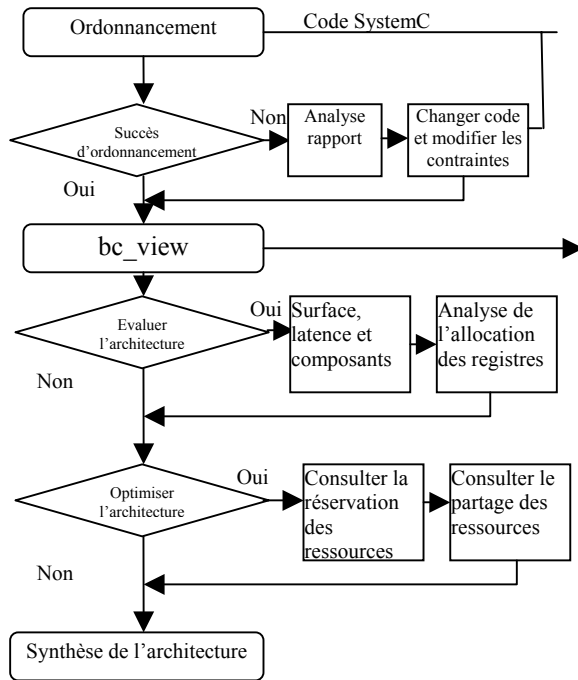 Ordonnancement
Code SystemC
Succès
d'ordonnancement
Non
Analyse
rapport
Changer code
et modifier les
contraintes
Oui
bc_view
Evaluer
l'architecture
Oui
Surface,
latence et
composants
Analyse de
l'allocation
des registres
Non
Optimiser
l'architecture
Oui
Consulter la
réservation
des
ressources
Consulter le
partage des
ressources
Non
Synthèse de l'architecture